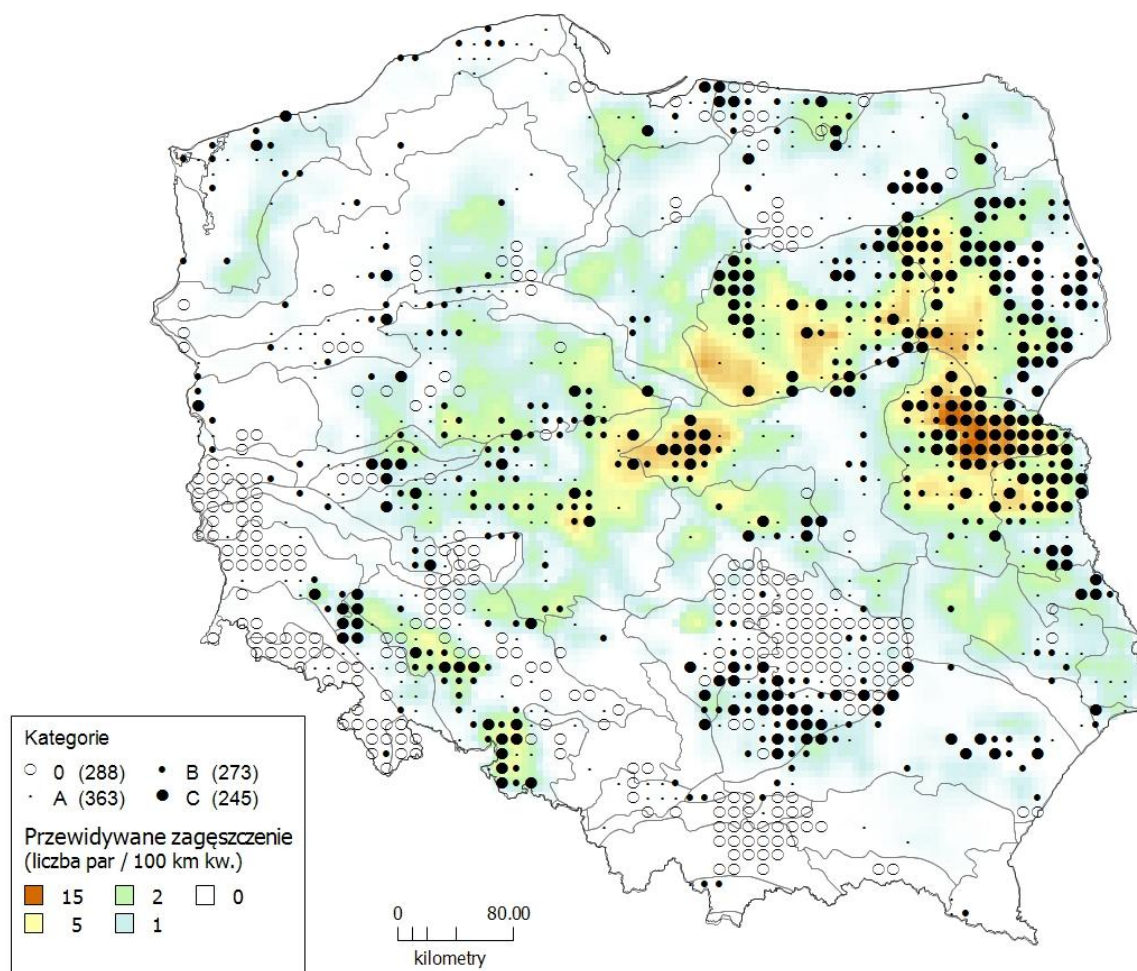 Kategorie
0 (288) B (273)
A (363) C (245)
Przewidywane zagęszczenie
(liczba par / 100 km kw.)
15 2 0
5 1
0 80.00
kilometry